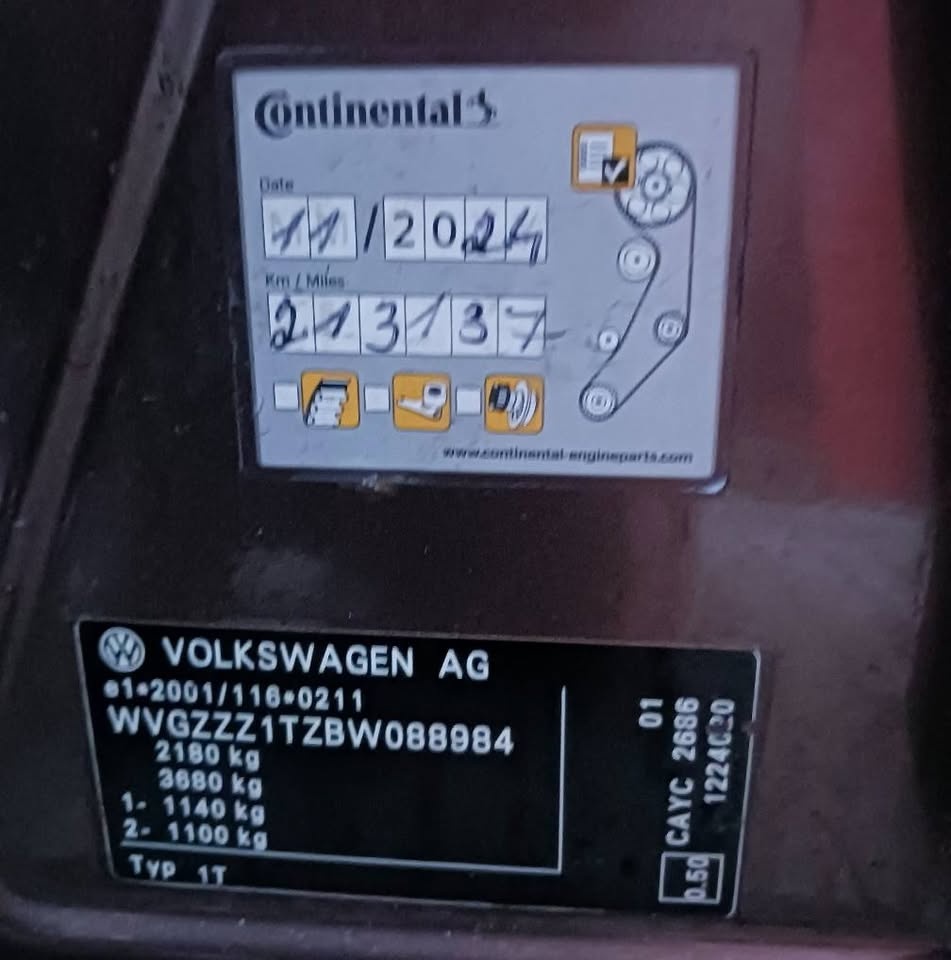 Continental
Date
11/2024
Km / Miles
213137
www.continental-engineparts.com
VOLKSWAGEN AG
e1*2001/116*0211
WVGZZZ1TZBW088984
2180 kg
3680 kg
1- 1140 kg
2- 1100 kg
Typ 1T
01
CAYC 2686
0.50